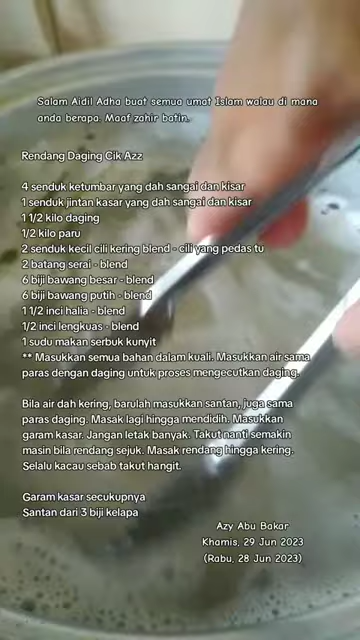 Salam Aidil Adha buat semua umat Islam walau di mana
anda berapa. Maaf zahir batin.
Rendang Daging Cik Azz
4 senduk ketumbar yang dah sangai dan kisar
1 senduk jintan kasar yang dah sangai dan kisar
1 1/2 kilo daging
1/2 kilo paru
2 senduk kecil cili kering blend - cili yang pedas tu
2 batang serai - blend
6 biji bawang besar - blend
6 biji bawang putih - blend
1 1/2 inci halia - blend
1/2 inci lengkuas - blend
1 sudu makan serbuk kunyit
** Masukkan semua bahan dalam kuali. Masukkan air sama
paras dengan daging untuk proses mengecutkan daging.
Bila air dah kering, barulah masukkan santan, juga sama
paras daging. Masak lagi hingga mendidih. Masukkan
garam kasar. Jangan letak banyak. Takut nanti semakin
masin bila rendang sejuk. Masak rendang hingga kering.
Selalu kacau sebab takut hangit.
Garam kasar secukupnya
Santan dari 3 biji kelapa
Azy Abu Bakar
Khamis, 29 Jun 2023
(Rabu, 28 Jun 2023)